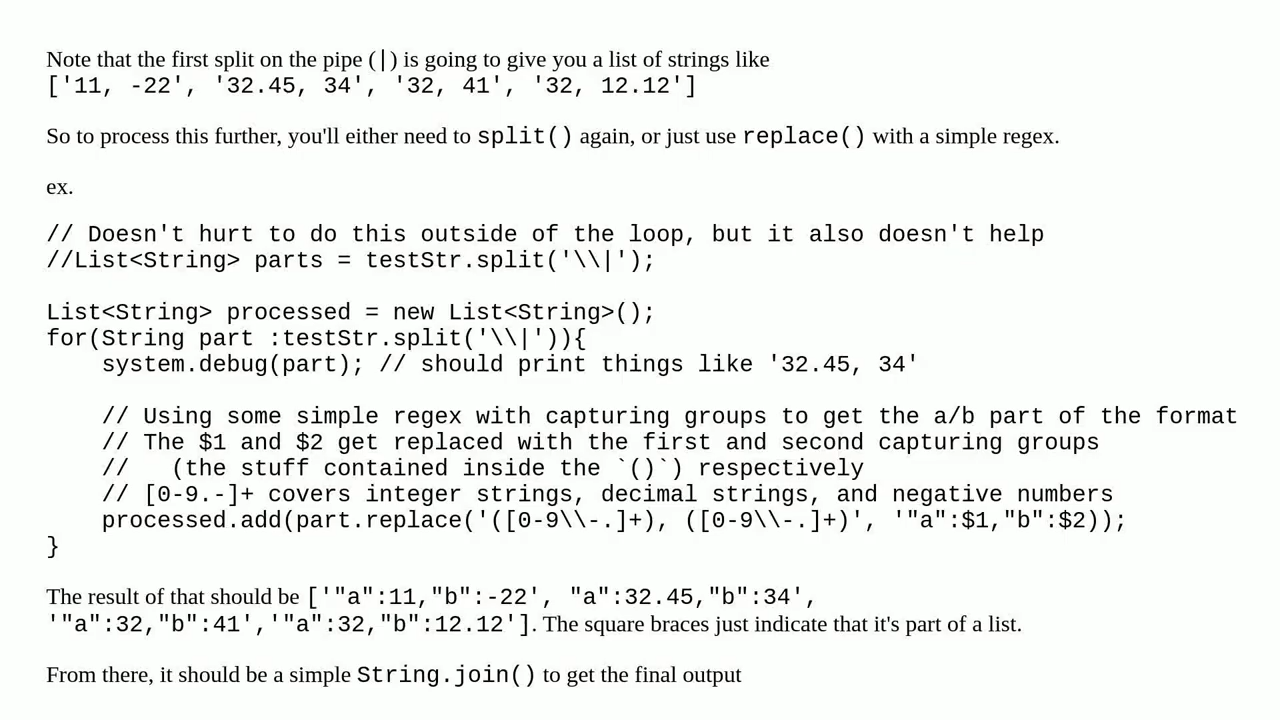 Note that the first split on the pipe (|) is going to give you a list of strings like
['11, -22', '32.45, 34', '32, 41', '32, 12.12']
So to process this further, you'll either need to split() again, or just use replace() with a simple regex.
ex.
// Doesn't hurt to do this outside of the loop, but it also doesn't help
//List<String> parts = testStr.split('\\|');
List<String> processed = new List<String>();
for(String part :testStr.split('\\|')){
    system.debug(part); // should print things like '32.45, 34'
    // Using some simple regex with capturing groups to get the a/b part of the format
    // The $1 and $2 get replaced with the first and second capturing groups
    //   (the stuff contained inside the `()`) respectively
    // [0-9.-]+ covers integer strings, decimal strings, and negative numbers
    processed.add(part.replace('([0-9\\-.]+), ([0-9\\-.]+)', '"a":$1,"b":$2));
}
The result of that should be ['"a":11,"b":-22', "a":32.45,"b":34',
'"a":32,"b":41','"a":32,"b":12.12']. The square braces just indicate that it's part of a list.
From there, it should be a simple String.join() to get the final output